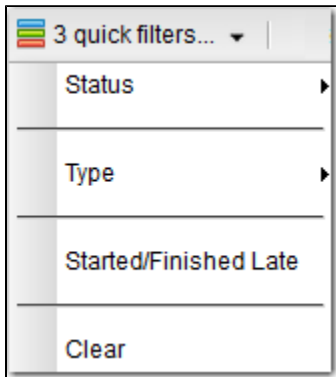 3 quick filters...
Status
Type
Started/Finished Late
Clear